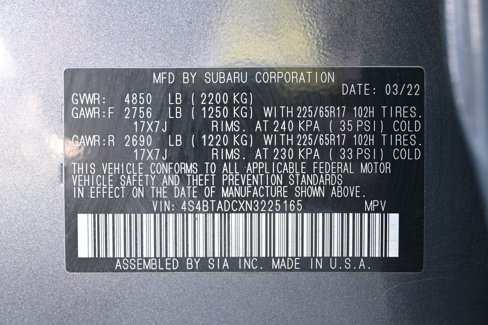 MFD BY SUBARU CORPORATION
DATE: 03/22
GVWR: 4850 LB ( 2200 KG)
GAWR:F 2756 LB ( 1250 KG) WITH 225/65R17 102H TIRES.
17X7J RIMS. AT 240 KPA ( 35 PSI) COLD
GAWR:R 2690 LB ( 1220 KG) WITH 225/65R17 102H TIRES.
17X7J RIMS. AT 230 KPA ( 33 PSI) COLD
THIS VEHICLE CONFORMS TO ALL APPLICABLE FEDERAL MOTOR
VEHICLE SAFETY AND THEFT PREVENTION STANDARDS
IN EFFECT ON THE DATE OF MANUFACTURE SHOWN ABOVE.
VIN: 4S4BTADCXN3225165 MPV
ASSEMBLED BY SIA INC. MADE IN U.S.A.